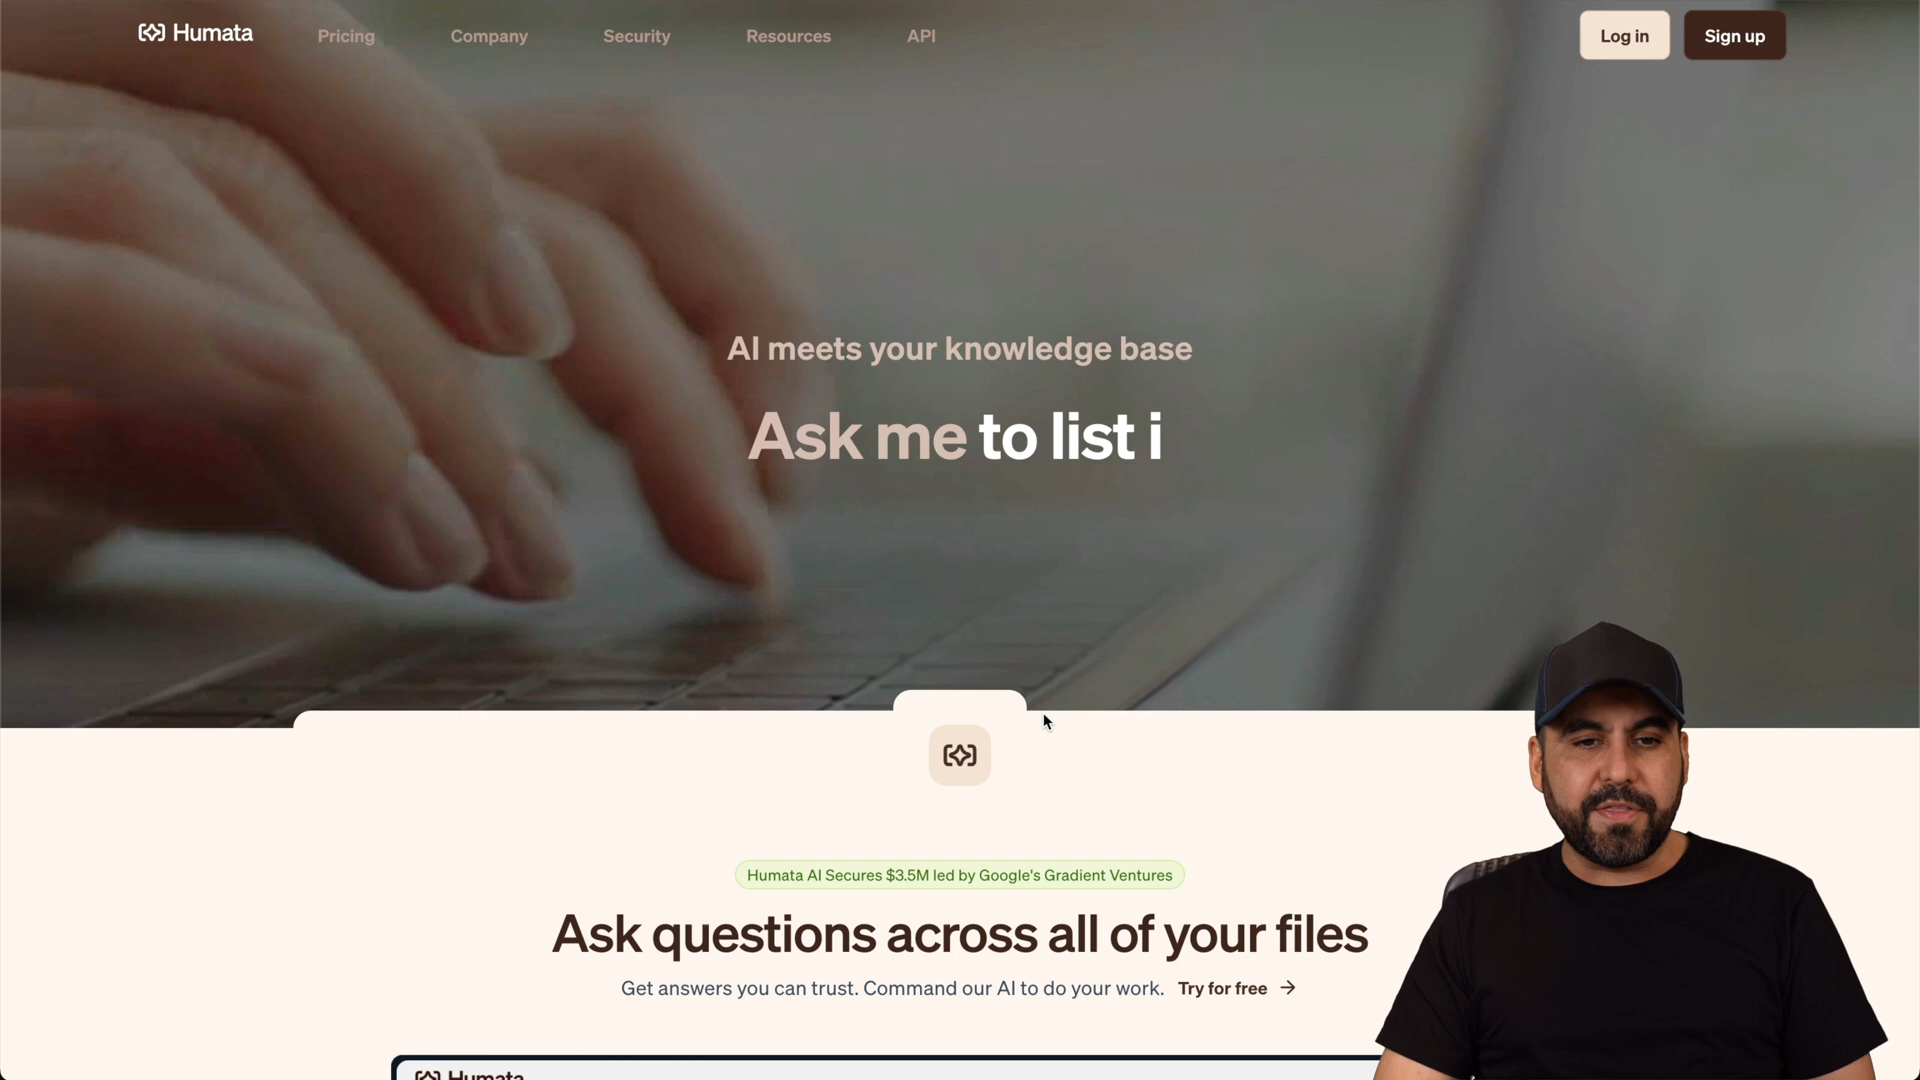 Humata
Pricing
Company
Security
Resources
API
Log in
Sign up
AI meets your knowledge base
Ask me to list i
Humata AI Secures $3.5M led by Google's Gradient Ventures
Ask questions across all of your files
Get answers you can trust. Command our AI to do your work. Try for free →
Humata